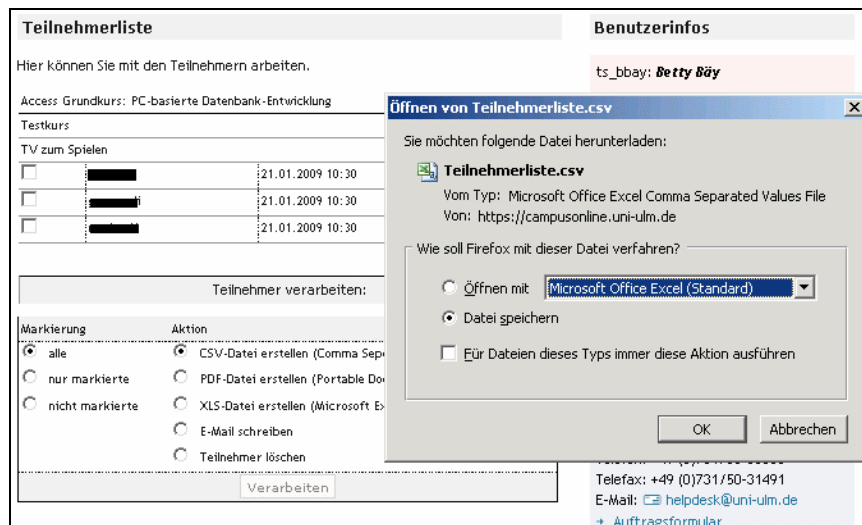 Teilnehmerliste
Hier können Sie mit den Teilnehmern arbeiten.
Access Grundkurs: PC-basierte Datenbank-Entwicklung
Testkurs
TV zum Spielen
21.01.2009 10:30
21.01.2009 10:30
21.01.2009 10:30
Teilnehmer verarbeiten:
Markierung Aktion
alle CSV-Datei erstellen (Comma Sep
nur markierte PDF-Datei erstellen (Portable Do
nicht markierte XLS-Datei erstellen (Microsoft E
E-Mail schreiben
Teilnehmer löschen
Verarbeiten
Benutzerinfos
ts_bbay: Betty Bäy
Öffnen von Teilnehmerliste.csv
Sie möchten folgende Datei herunterladen:
Teilnehmerliste.csv
Vom Typ: Microsoft Office Excel Comma Separated Values File
Von: https://campusonline.uni-ulm.de
Wie soll Firefox mit dieser Datei verfahren?
Öffnen mit Microsoft Office Excel (Standard)
Datei speichern
Für Dateien dieses Typs immer diese Aktion ausführen
OK Abbrechen
Telefax: +49 (0)731/50-31491
E-Mail: helpdesk@uni-ulm.de
Auftragsformular